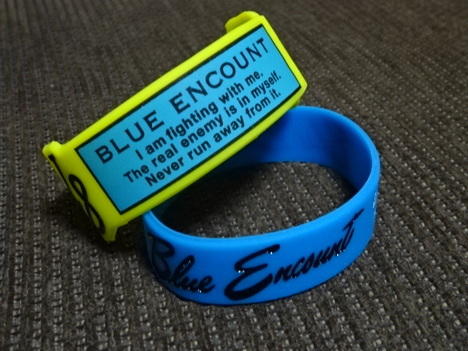 BLUE ENCOUNT
I am fighting with me.
The real enemy is in myself.
Never run away from it.
Blue Encount